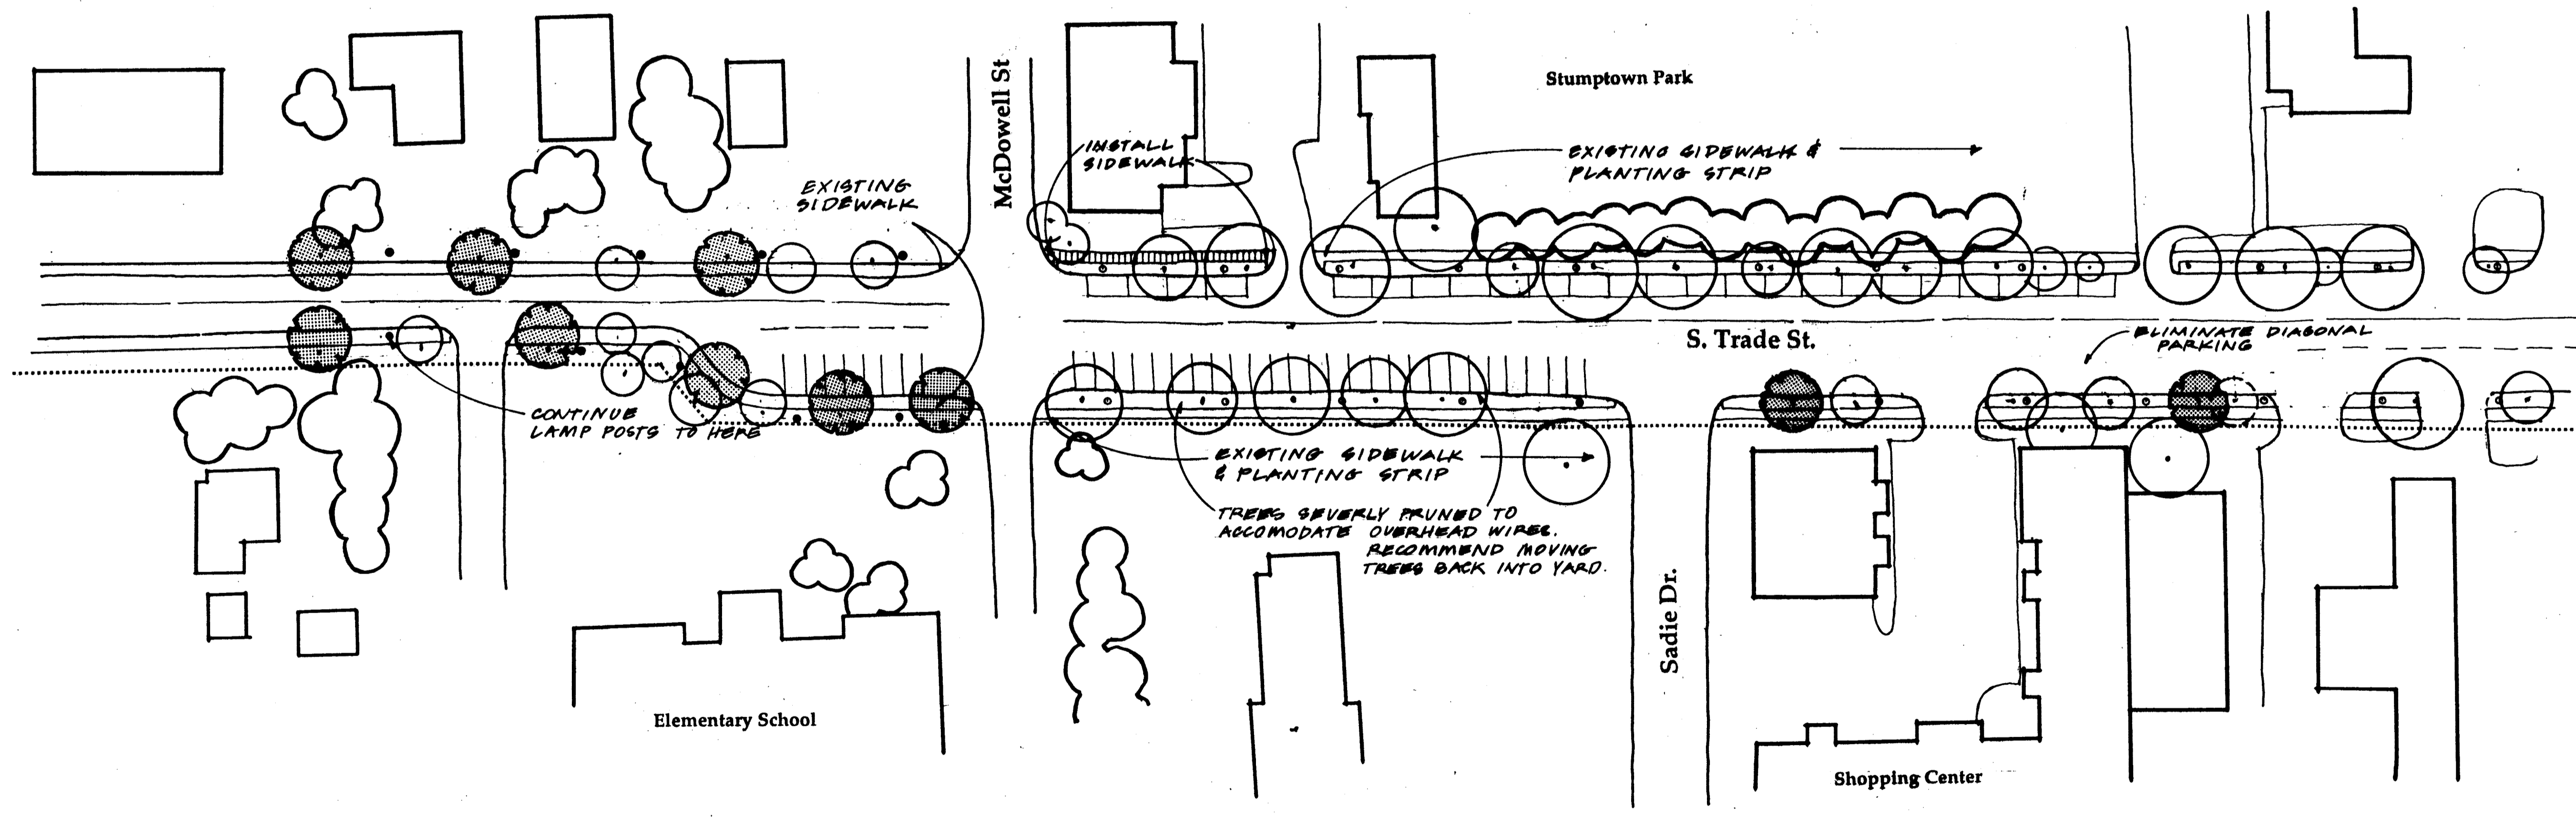 Stumptown Park
McDowell St
INSTALL
SIDEWALK
EXISTING SIDEWALK &
PLANTING STRIP
EXISTING
SIDEWALK
S. Trade St.
ELIMINATE DIAGONAL
PARKING
CONTINUE
LAMP POSTS TO HERE
EXISTING SIDEWALK
& PLANTING STRIP
TREES SEVERLY PRUNED TO
ACCOMODATE OVERHEAD WIRES.
RECOMMEND MOVING
TREES BACK INTO YARD.
Sadie Dr.
Elementary School
Shopping Center